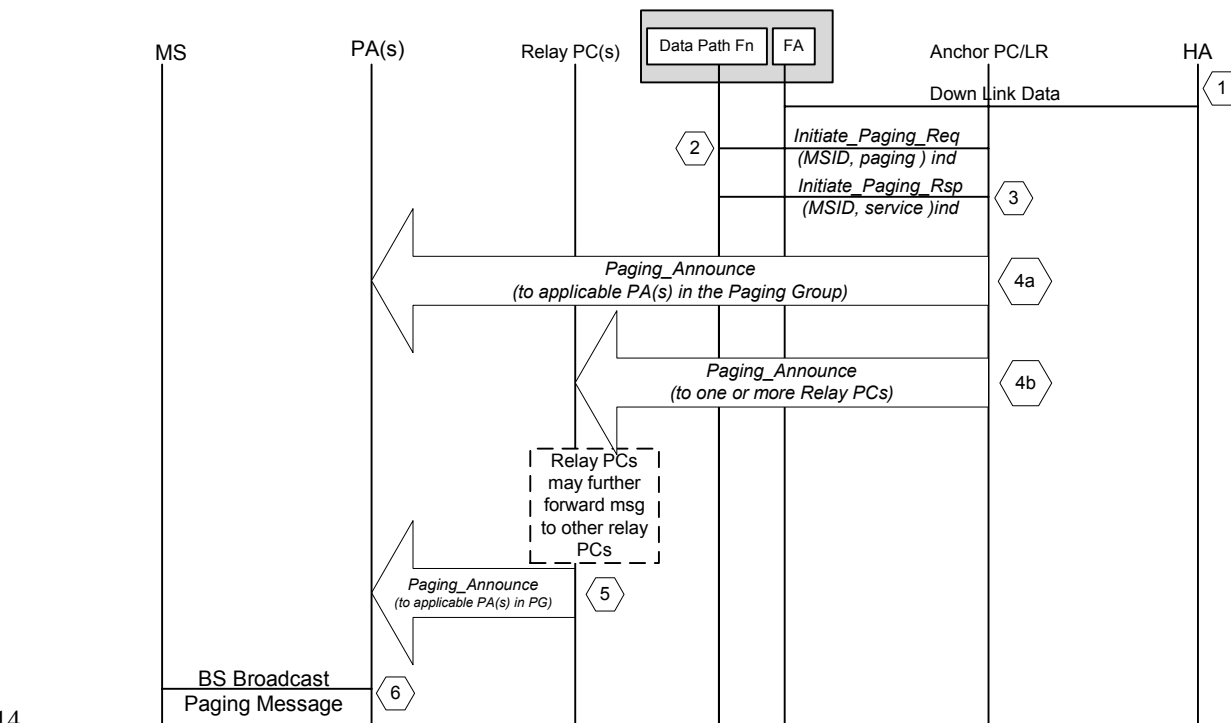 MS
PA(s)
Relay PC(s)
Data Path Fn
FA
Anchor PC/LR
HA
1
Down Link Data
2
Initiate_Paging_Req
(MSID, paging ) ind
Initiate_Paging_Rsp
(MSID, service )ind
3
Paging_Announce
(to applicable PA(s) in the Paging Group)
4a
Paging_Announce
(to one or more Relay PCs)
4b
Relay PCs
may further
forward msg
to other relay
PCs
Paging_Announce
(to applicable PA(s) in PG)
5
BS Broadcast
Paging Message
6
14